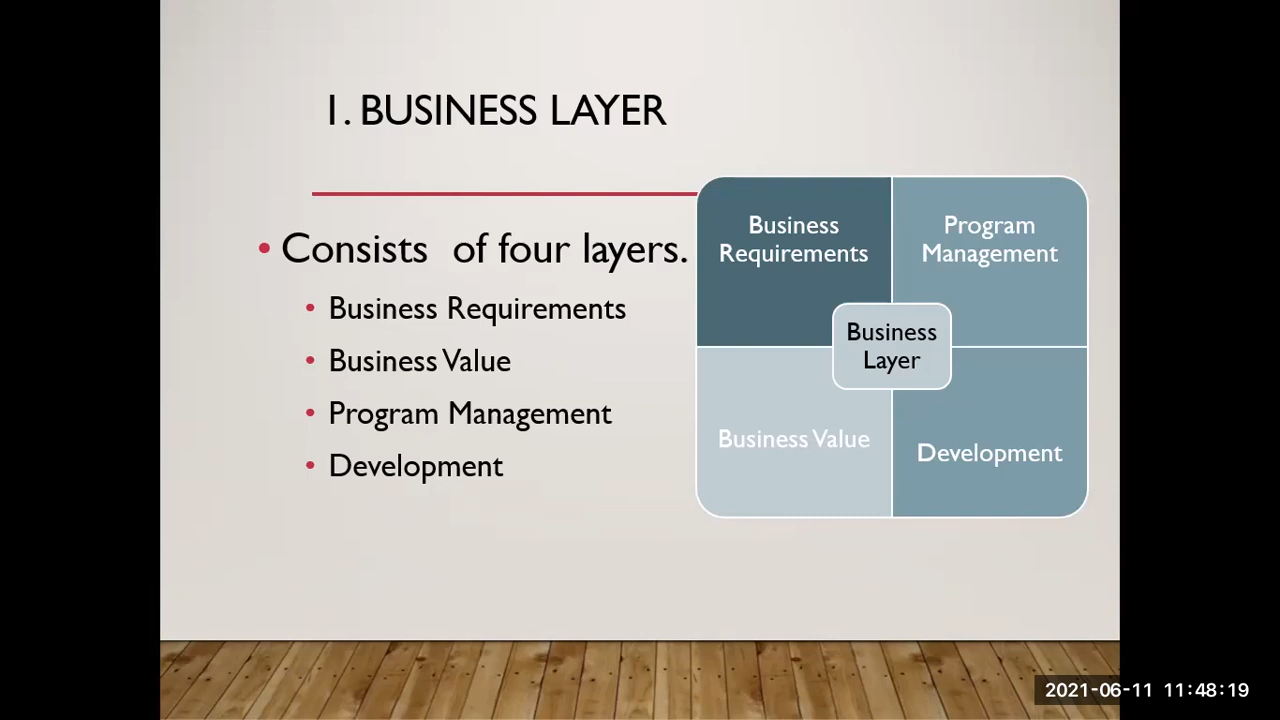 1. BUSINESS LAYER
• Consists of four layers.
• Business Requirements
• Business Value
• Program Management
• Development
Business
Requirements
Program
Management
Business
Layer
Business Value
Development
2021-06-11 11:48:19